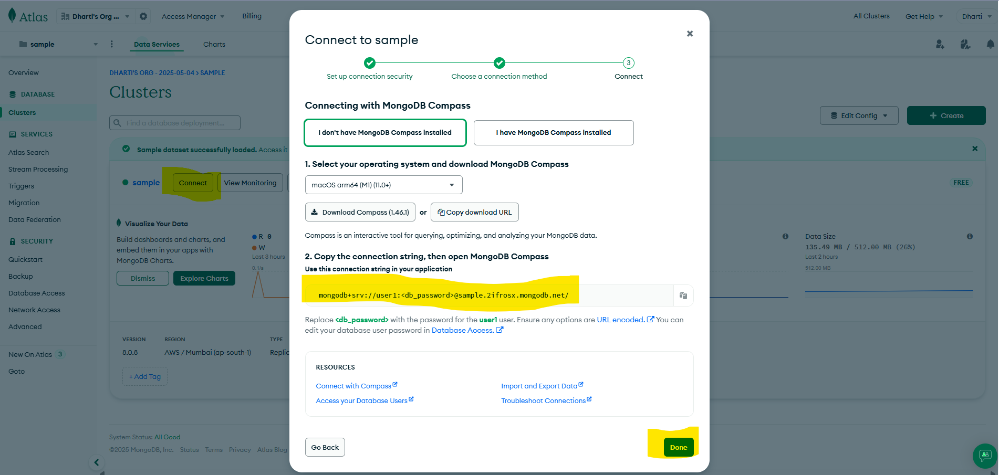 Atlas
Dharti's Org ...
Access Manager
Billing
All Clusters
Get Help
Dharti
sample
Data Services
Charts
Overview
DATABASE
Clusters
SERVICES
Atlas Search
Stream Processing
Triggers
Migration
Data Federation
SECURITY
Quickstart
Backup
Database Access
Network Access
Advanced
New On Atlas 3
Goto
DHARTI'S ORG - 2025-05-04 > SAMPLE
Clusters
Find a database deployment...
Edit Config
+ Create
Sample dataset successfully loaded. Access it
sample
Connect
View Monitoring
FREE
Visualize Your Data
Build dashboards and charts, and
embed them in your apps with
MongoDB Charts.
Dismiss
Explore Charts
R 0
W
Last 3 hours
0.1/s
Data Size
135.49 MB / 512.00 MB (26%)
Last 2 hours
512.00 MB
VERSION
REGION
TYPE
8.0.8
AWS / Mumbai (ap-south-1)
Replic
+ Add Tag
System Status: All Good
©2025 MongoDB, Inc.
Status
Terms
Privacy
Atlas Blog
Connect to sample
3
Set up connection security
Choose a connection method
Connect
Connecting with MongoDB Compass
I don't have MongoDB Compass installed
I have MongoDB Compass installed
1. Select your operating system and download MongoDB Compass
macOS arm64 (M1) (11.0+)
Download Compass (1.46.1)
or
Copy download URL
Compass is an interactive tool for querying, optimizing, and analyzing your MongoDB data.
2. Copy the connection string, then open MongoDB Compass
Use this connection string in your application
mongodb+srv://user1:<db_password>@sample.2ifrosx.mongodb.net/
Replace <db_password> with the password for the user1 user. Ensure any options are URL encoded. You can
edit your database user password in Database Access.
RESOURCES
Connect with Compass
Import and Export Data
Access your Database Users
Troubleshoot Connections
Go Back
Done